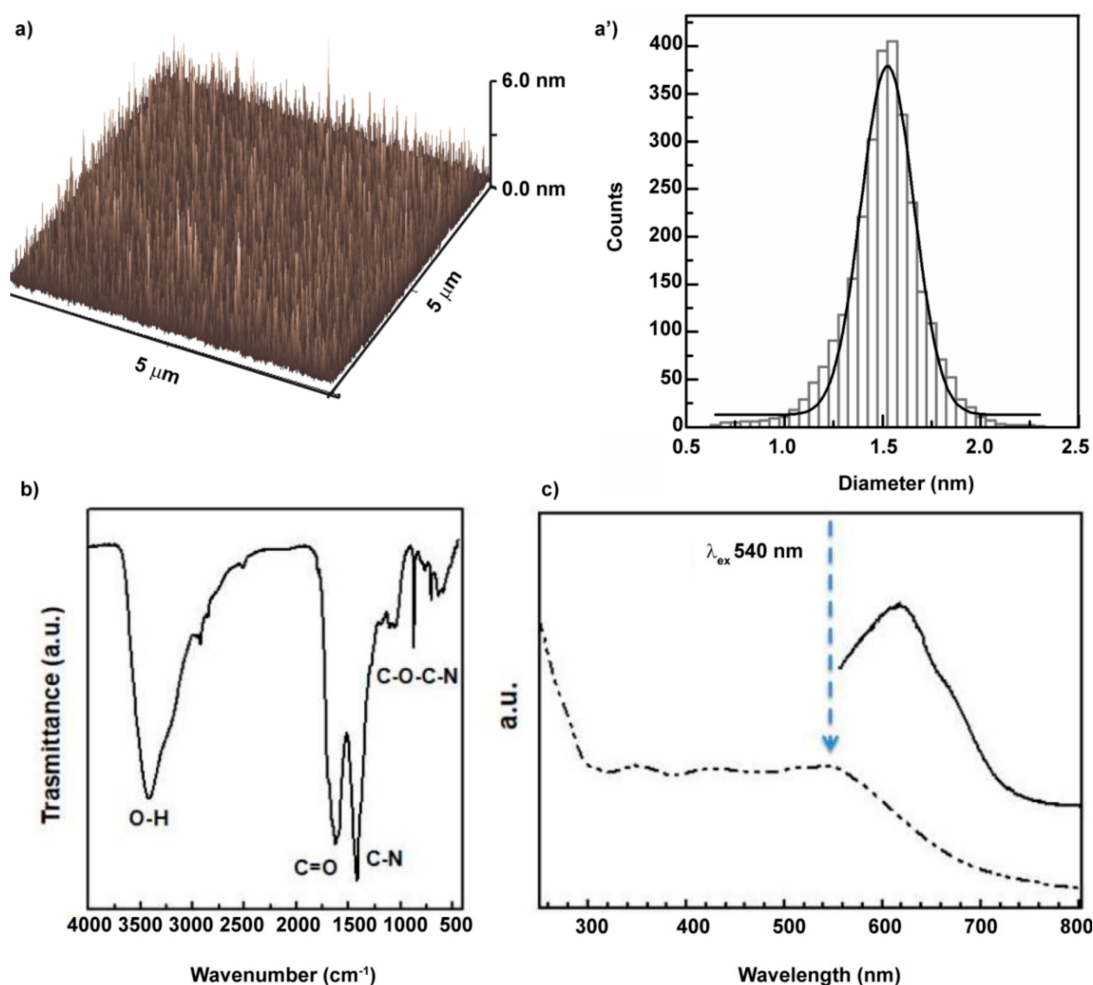 a)
6.0 nm
0.0 nm
5 μm
5 μm
a')
400
350
300
250
200
150
100
50
0
Counts
0.5 1.0 1.5 2.0 2.5
Diameter (nm)
b)
Trasmittance (a.u.)
O-H
C=O
C-N
C-O-C-N
4000 3500 3000 2500 2000 1500 1000 500
Wavenumber (cm⁻¹)
c)
λex 540 nm
a.u.
300 400 500 600 700 800
Wavelength (nm)